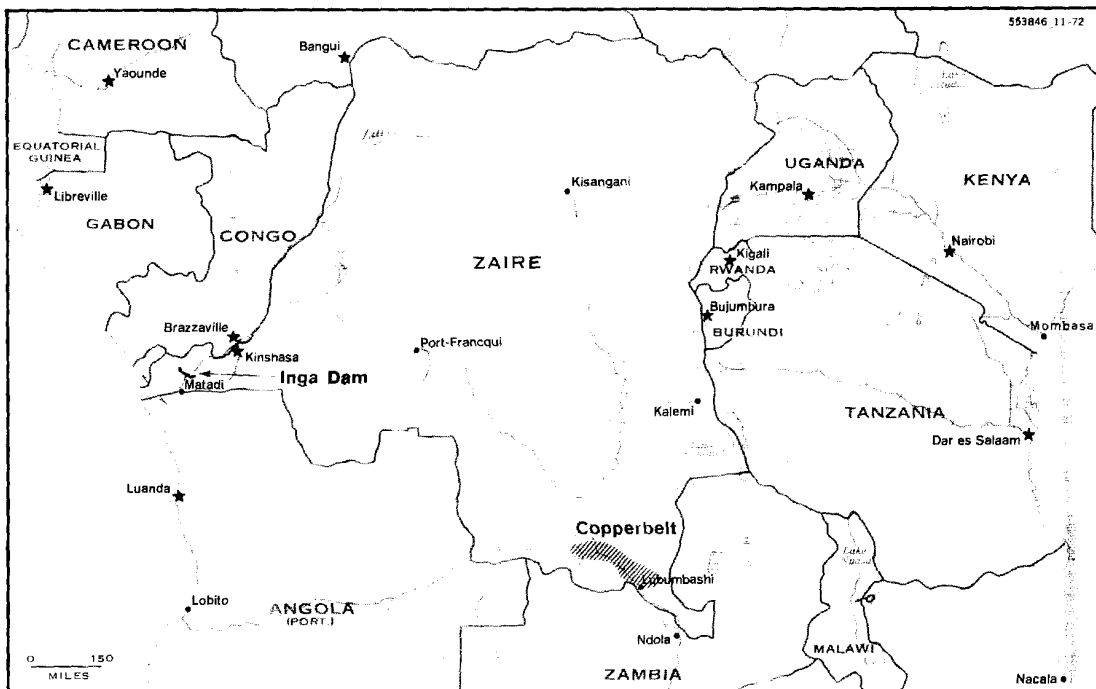 553846 11-72
CAMEROON
Yaounde
Bangui
EQUATORIAL
GUINEA
Libreville
GABON
CONGO
Kisangani
ZAIRE
UGANDA
Kampala
KENYA
Nairobi
Kigali
RWANDA
Bujumbura
BURUNDI
Mombasa
Brazzaville
Kinshasa
Port-Francqui
Inga Dam
Matadi
Kalemi
TANZANIA
Dar es Salaam
Luanda
Copperbelt
Lubumbashi
Lake
Lobito
ANGOLA
(PORT.)
Ndola
MALAWI
ZAMBIA
Nacala
0 150
MILES